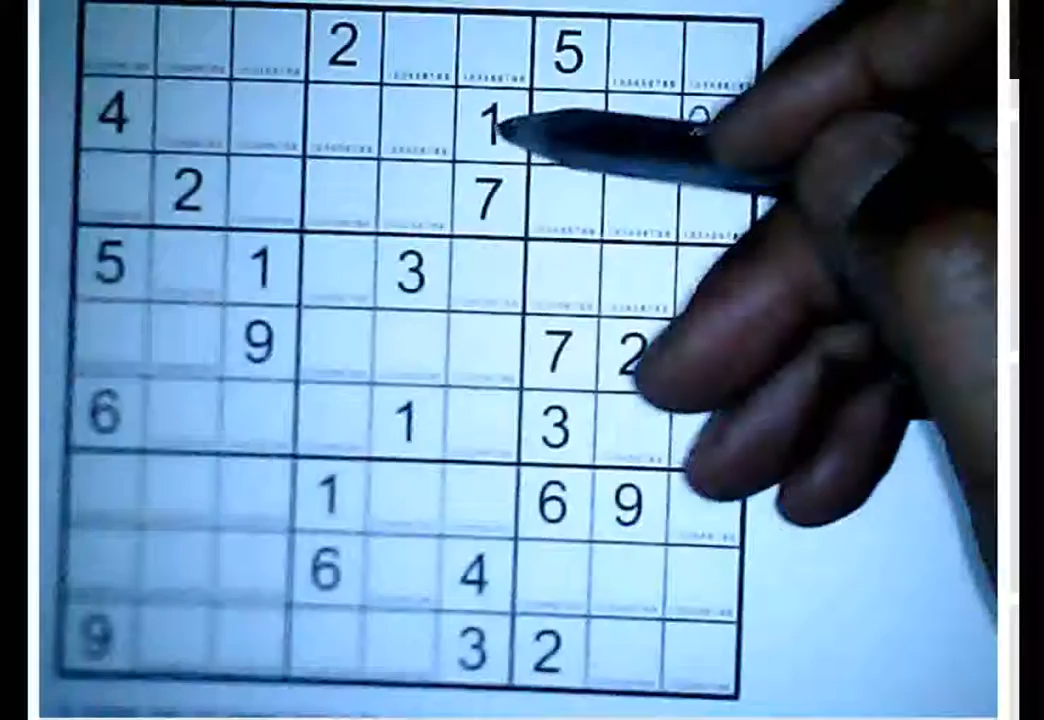 2 5
4 1
2 7
5 1 3
9 7 2
6 1 3
1 6 9
6 4
9 3 2